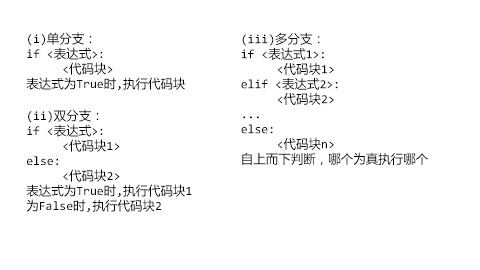 (i)单分支：
if <表达式>:
<代码块>
表达式为True时,执行代码块
(ii)双分支：
if <表达式>:
<代码块1>
else:
<代码块2>
表达式为True时,执行代码块1
为False时,执行代码块2
(iii)多分支：
if <表达式1>:
<代码块1>
elif <表达式2>:
<代码块2>
...
else:
<代码块n>
自上而下判断，哪个为真执行哪个